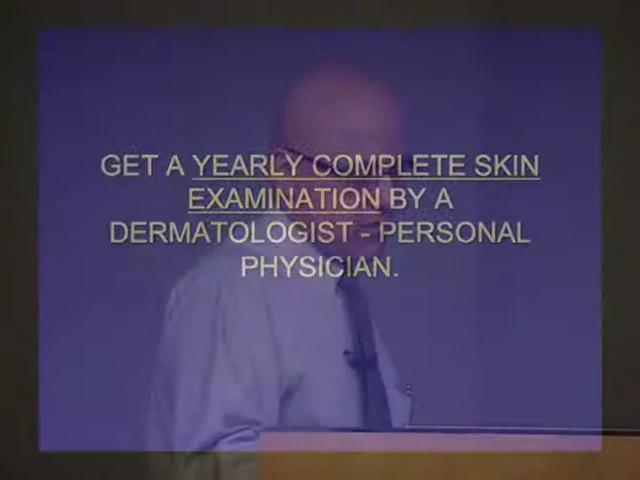 GET A YEARLY COMPLETE SKIN
EXAMINATION BY A
DERMATOLOGIST - PERSONAL
PHYSICIAN.